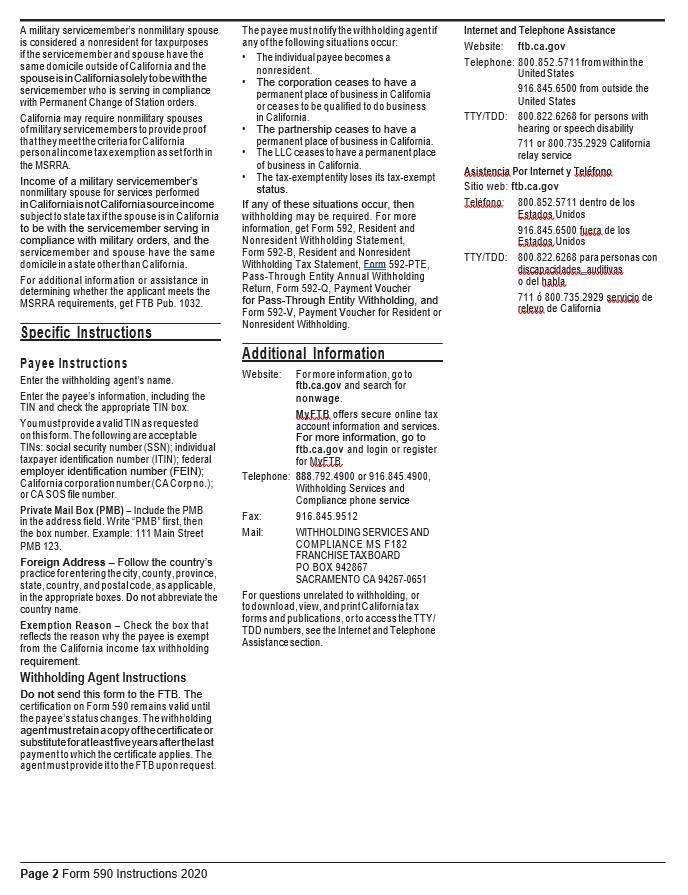 A military servicemember's nonmilitary spouse
is considered a nonresident for tax purposes
if the servicemember and spouse have the
same domicile outside of California and the
spouse is in California solely to be with the
servicemember who is serving in compliance
with Permanent Change of Station orders.
California may require nonmilitary spouses
of military servicemembers to provide proof
that they meet the criteria for California
personal income tax exemption as set forth in
the MSRRA.
Income of a military servicemember's
nonmilitary spouse for services performed
in California is not California source income
subject to state tax if the spouse is in California
to be with the servicemember serving in
compliance with military orders, and the
servicemember and spouse have the same
domicile in a state other than California.
For additional information or assistance in
determining whether the applicant meets the
MSRRA requirements, get FTB Pub. 1032.
Specific Instructions
Payee Instructions
Enter the withholding agent's name.
Enter the payee's information, including the
TIN and check the appropriate TIN box.
You must provide a valid TIN as requested
on this form. The following are acceptable
TINs: social security number (SSN); individual
taxpayer identification number (ITIN); federal
employer identification number (FEIN);
California corporation number (CA Corp no.);
or CA SOS file number.
Private Mail Box (PMB) – Include the PMB
in the address field. Write "PMB" first, then
the box number. Example: 111 Main Street
PMB 123.
Foreign Address – Follow the country's
practice for entering the city, county, province,
state, country, and postal code, as applicable,
in the appropriate boxes. Do not abbreviate the
country name.
Exemption Reason – Check the box that
reflects the reason why the payee is exempt
from the California income tax withholding
requirement.
Withholding Agent Instructions
Do not send this form to the FTB. The
certification on Form 590 remains valid until
the payee's status changes. The withholding
agent must retain a copy of the certificate or
substitute for at least five years after the last
payment to which the certificate applies. The
agent must provide it to the FTB upon request.
The payee must notify the withholding agent if
any of the following situations occur:
• The individual payee becomes a
nonresident.
• The corporation ceases to have a
permanent place of business in California
or ceases to be qualified to do business
in California.
• The partnership ceases to have a
permanent place of business in California.
• The LLC ceases to have a permanent place
of business in California.
• The tax-exempt entity loses its tax-exempt
status.
If any of these situations occur, then
withholding may be required. For more
information, get Form 592, Resident and
Nonresident Withholding Statement,
Form 592-B, Resident and Nonresident
Withholding Tax Statement, Form 592-PTE,
Pass-Through Entity Annual Withholding
Return, Form 592-Q, Payment Voucher
for Pass-Through Entity Withholding, and
Form 592-V, Payment Voucher for Resident or
Nonresident Withholding.
Additional Information
Website: For more information, go to
ftb.ca.gov and search for
nonwage.
MyFTB offers secure online tax
account information and services.
For more information, go to
ftb.ca.gov and login or register
for MyFTB.
Telephone: 888.792.4900 or 916.845.4900,
Withholding Services and
Compliance phone service
Fax: 916.845.9512
Mail: WITHHOLDING SERVICES AND
COMPLIANCE MS F182
FRANCHISE TAX BOARD
PO BOX 942867
SACRAMENTO CA 94267-0651
For questions unrelated to withholding, or
to download, view, and print California tax
forms and publications, or to access the TTY/
TDD numbers, see the Internet and Telephone
Assistance section.
Internet and Telephone Assistance
Website: ftb.ca.gov
Telephone: 800.852.5711 from within the
United States
916.845.6500 from outside the
United States
TTY/TDD: 800.822.6268 for persons with
hearing or speech disability
711 or 800.735.2929 California
relay service
Asistencia Por Internet y Teléfono
Sitio web: ftb.ca.gov
Teléfono: 800.852.5711 dentro de los
Estados Unidos
916.845.6500 fuera de los
Estados Unidos
TTY/TDD: 800.822.6268 para personas con
discapacidades auditivas
o del habla
711 ó 800.735.2929 servicio de
relevo de California
Page 2 Form 590 Instructions 2020